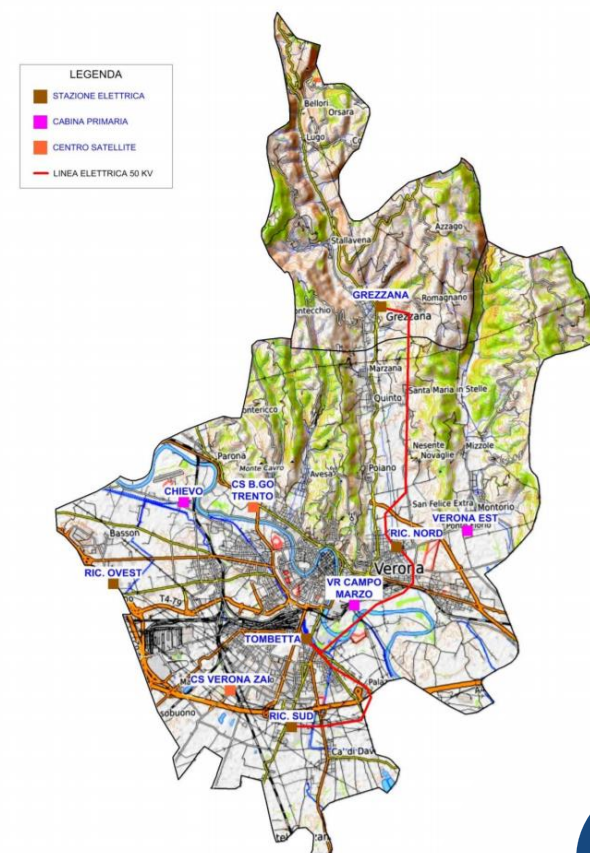 LEGENDA
STAZIONE ELETTRICA
CABINA PRIMARIA
CENTRO SATELLITE
LINEA ELETTRICA 50 KV
Bellori
Orsara
Lugo
Azzago
Stallavena
GREZZANA
Romagnano
Grezzana
Marzana
Santa Maria in Stelle
Quinto
Nesente
Novaglie
Mizzole
Parona
Monte Cavro
Avesa
Poiano
CS B.GO
TRENTO
CHIEVO
San Felice Extra
Montorio
VERONA EST
Basson
RIC. NORD
Verona
RIC. OVEST
VR CAMPO
MARZO
T4-T9
TOMBETTA
CS VERONA ZAI
RIC. SUD
Ca' di Dav